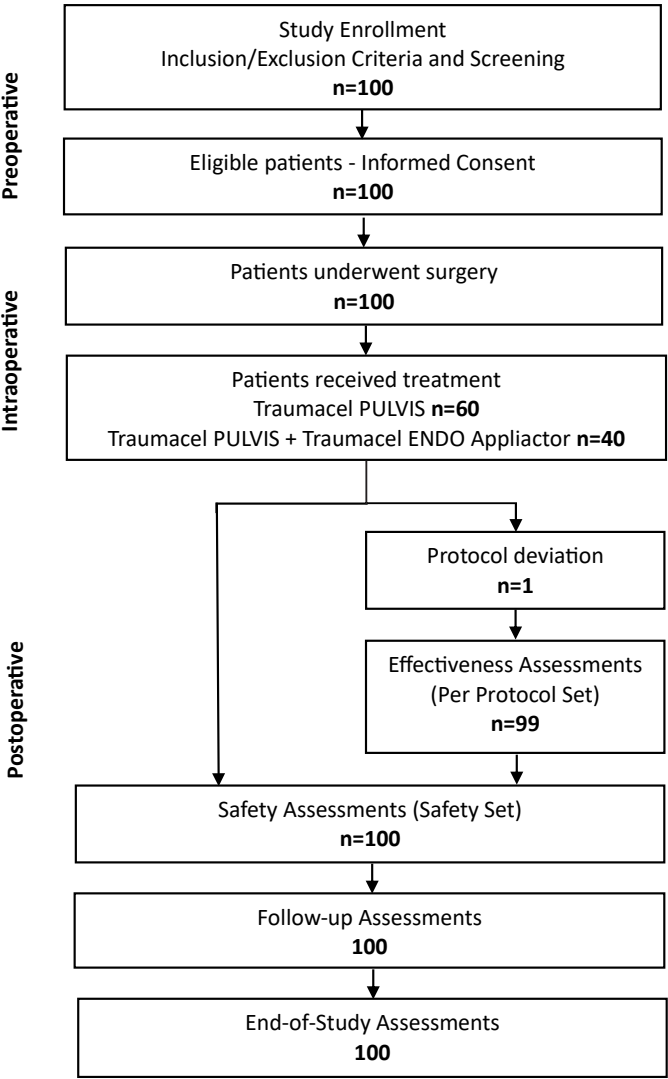 Preoperative
Study Enrollment
Inclusion/Exclusion Criteria and Screening
n=100
Eligible patients - Informed Consent
n=100
Intraoperative
Patients underwent surgery
n=100
Patients received treatment
Traumacel PULVIS n=60
Traumacel PULVIS + Traumacel ENDO Appliactor n=40
Postoperative
Protocol deviation
n=1
Effectiveness Assessments
(Per Protocol Set)
n=99
Safety Assessments (Safety Set)
n=100
Follow-up Assessments
100
End-of-Study Assessments
100